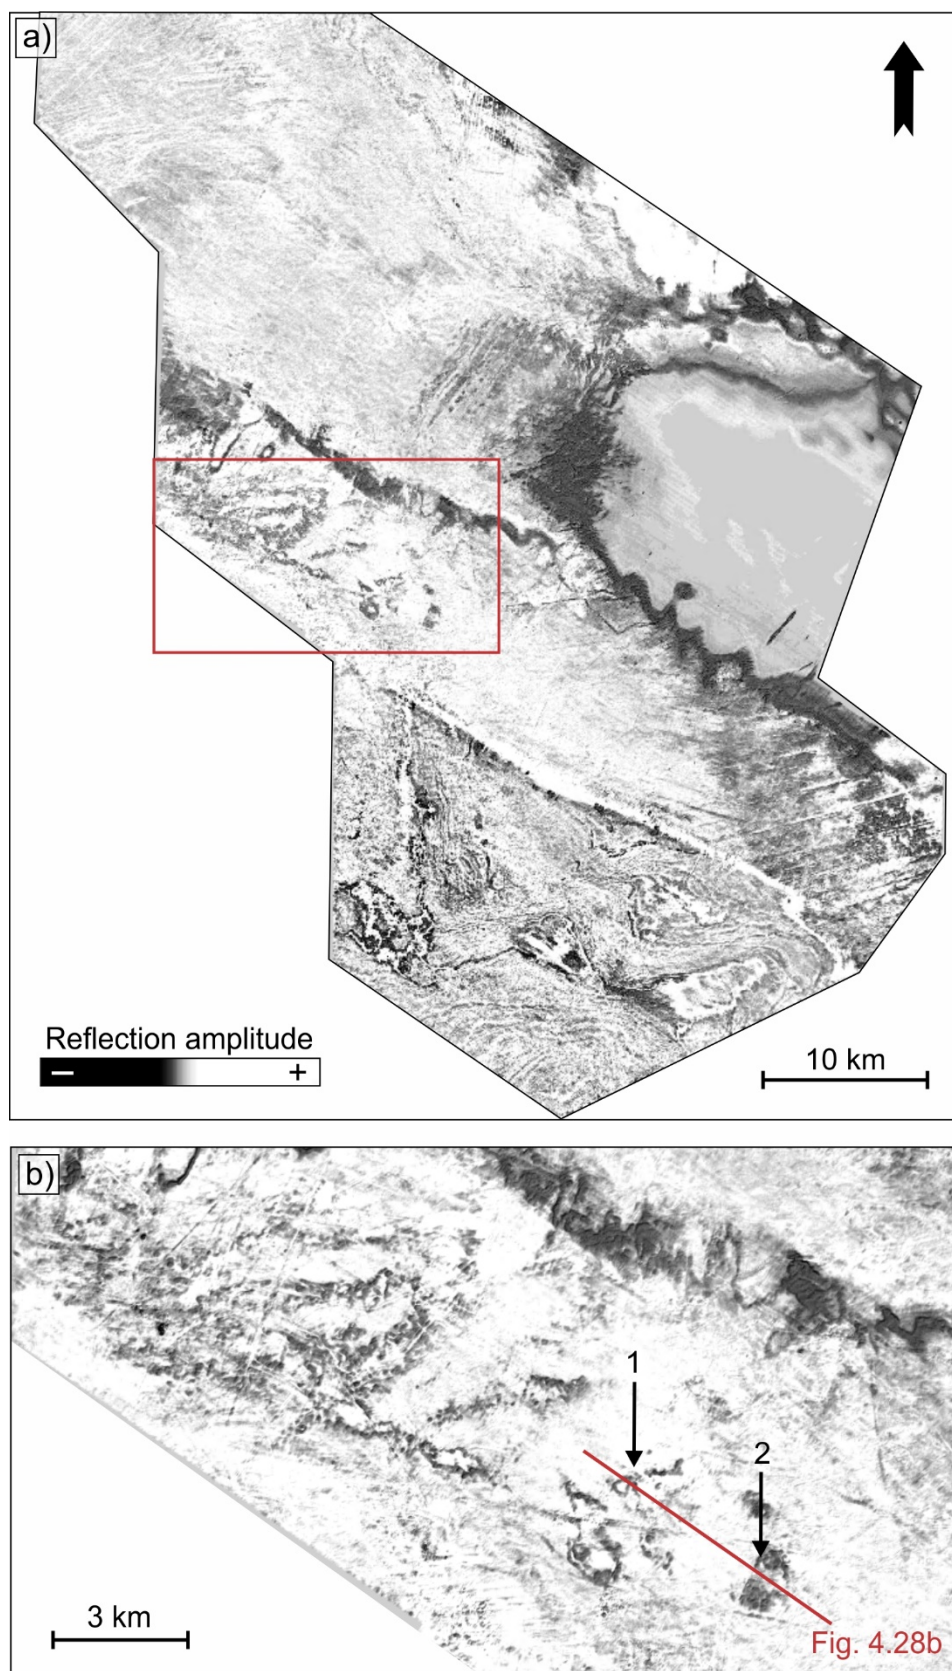 a)
Reflection amplitude
− +
10 km
b)
1
2
3 km
Fig. 4.28b